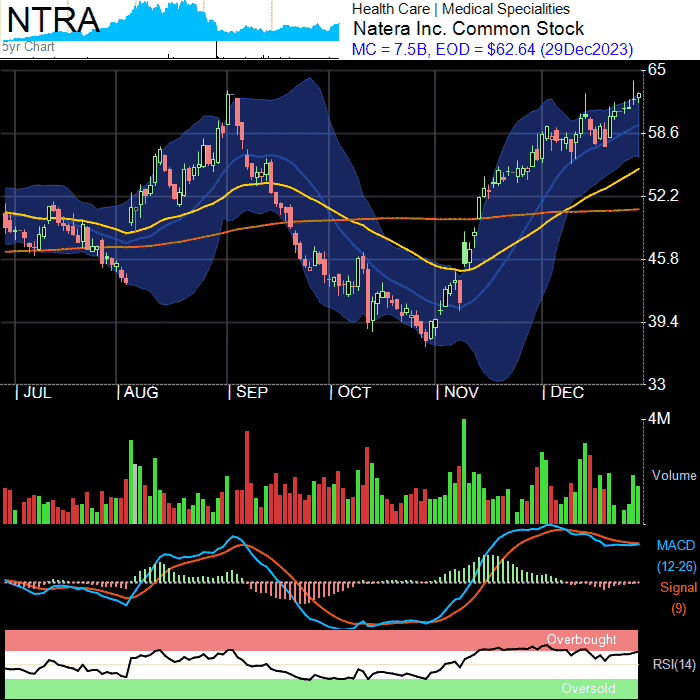 NTRA
5yr Chart
Health Care | Medical Specialities
Natera Inc. Common Stock
MC = 7.5B, EOD = $62.64 (29Dec2023)
65
58.6
52.2
45.8
39.4
33
| JUL | AUG | SEP | OCT | NOV | DEC
4M
Volume
MACD
(12-26)
Signal
(9)
Overbought
RSI(14)
Oversold